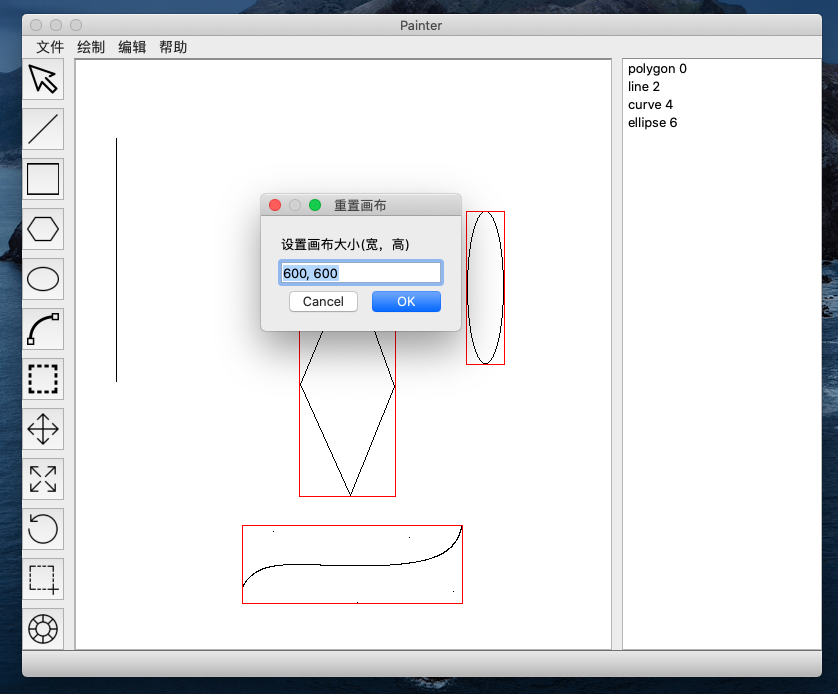 Painter
文件 绘制 编辑 帮助
polygon 0
line 2
curve 4
ellipse 6
重置画布
设置画布大小(宽，高)
600, 600
Cancel OK